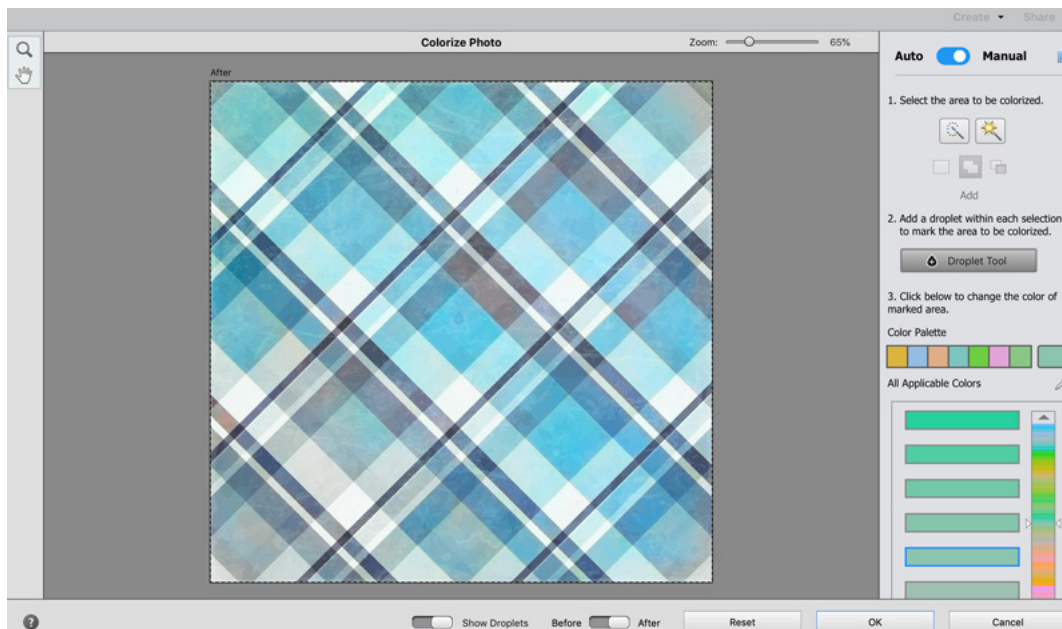 Create Share
Colorize Photo
Zoom: 65%
After
Auto Manual
1. Select the area to be colorized.
Add
2. Add a droplet within each selection
to mark the area to be colorized.
Droplet Tool
3. Click below to change the color of
marked area.
Color Palette
All Applicable Colors
? Show Droplets Before After Reset OK Cancel